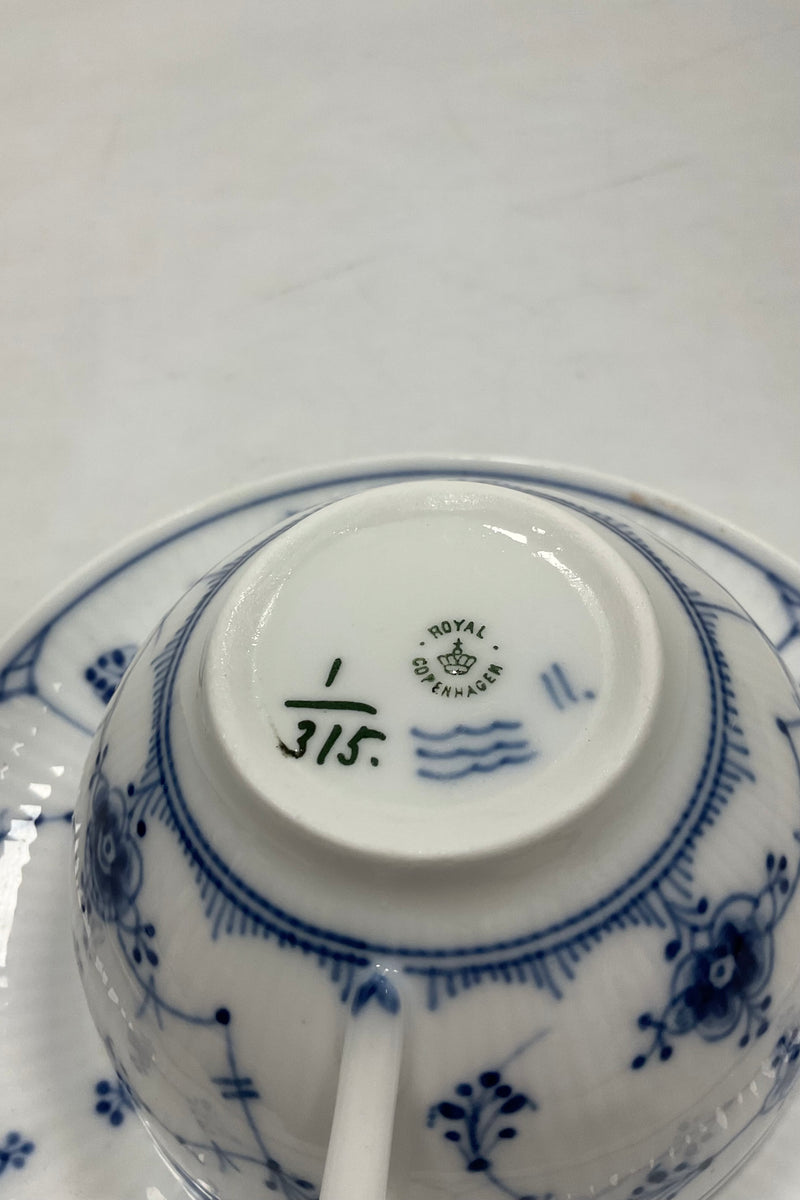 ROYAL
COPENHAGEN
1
315.
11.